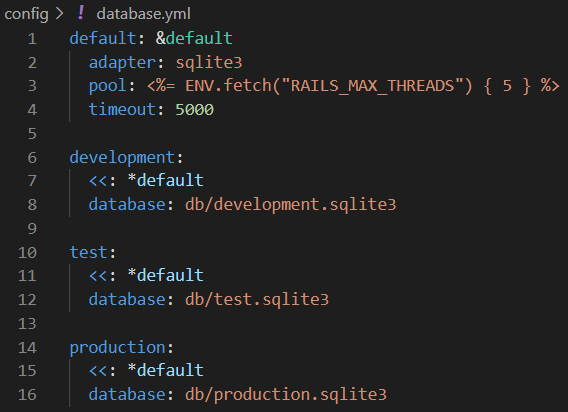 config > ! database.yml
1 default: &default
2   adapter: sqlite3
3   pool: <%= ENV.fetch("RAILS_MAX_THREADS") { 5 } %>
4   timeout: 5000
5
6 development:
7   <<: *default
8   database: db/development.sqlite3
9
10 test:
11   <<: *default
12   database: db/test.sqlite3
13
14 production:
15   <<: *default
16   database: db/production.sqlite3